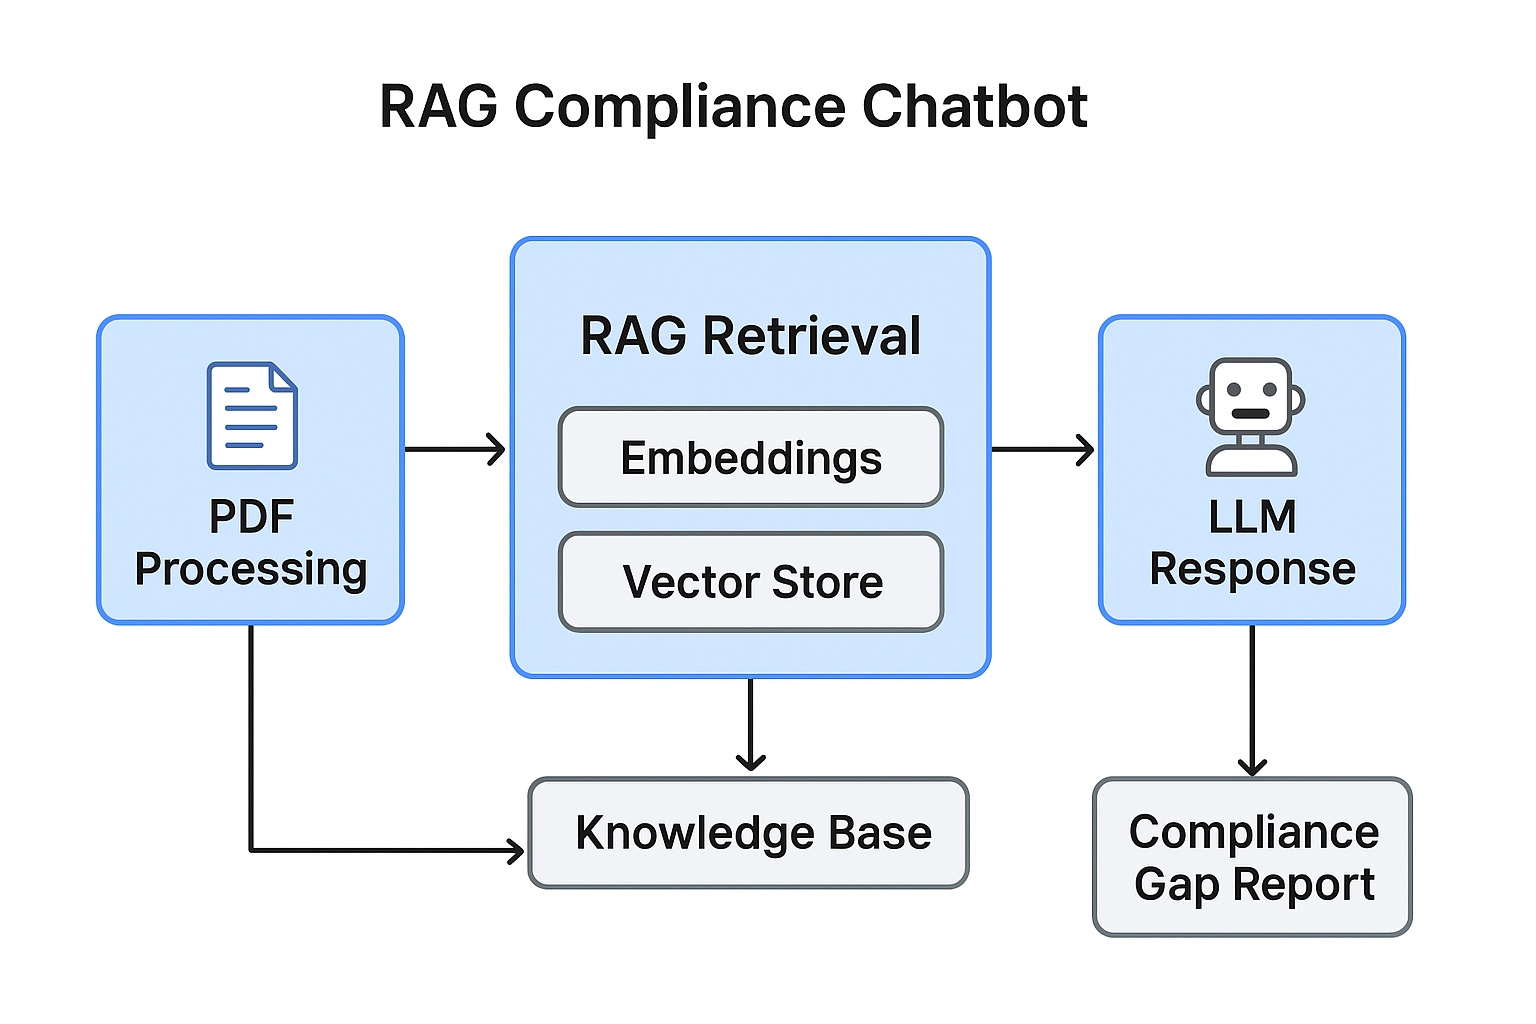 RAG Compliance Chatbot
PDF
Processing
RAG Retrieval
Embeddings
Vector Store
LLM
Response
Knowledge Base
Compliance
Gap Report